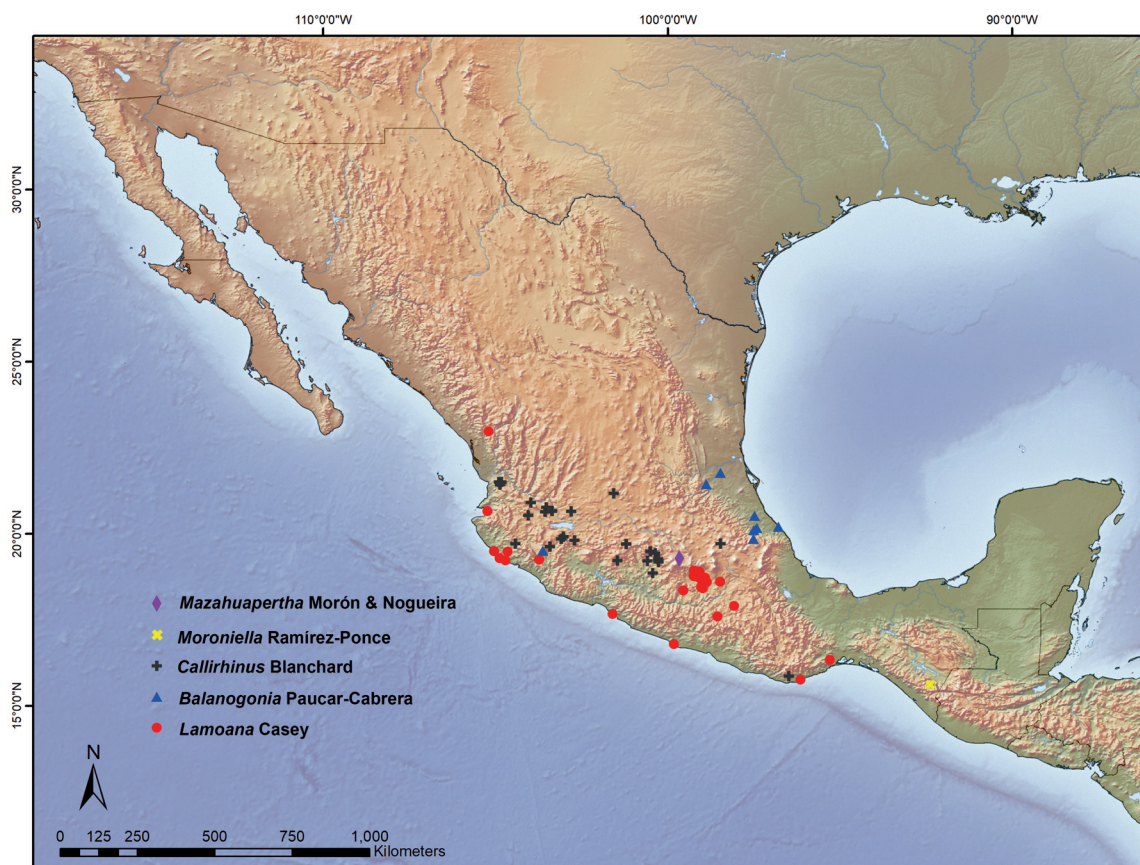 110°0'0"W 100°0'0"W 90°0'0"W
30°0'0"N
25°0'0"N
20°0'0"N
15°0'0"N
Mazahuapertha Morón & Nogueira
Moroniella Ramírez-Ponce
Callirhinus Blanchard
Balanogonia Paucar-Cabrera
Lamoana Casey
N
0 125 250 500 750 1,000
Kilometers